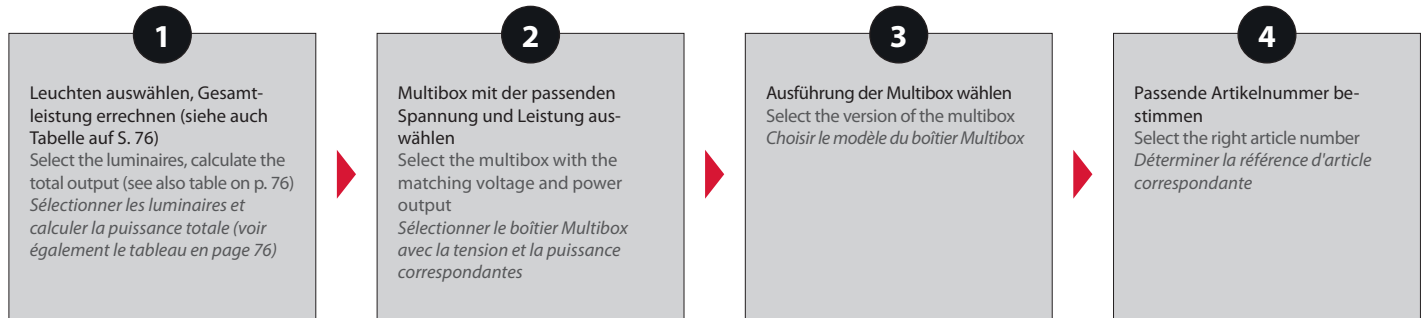 1
Leuchten auswählen, Gesamt-
leistung errechnen (siehe auch
Tabelle auf S. 76)
Select the luminaires, calculate the
total output (see also table on p. 76)
Sélectionner les luminaires et
calculer la puissance totale (voir
également le tableau en page 76)
2
Multibox mit der passenden
Spannung und Leistung aus-
wählen
Select the multibox with the
matching voltage and power
output
Sélectionner le boîtier Multibox
avec la tension et la puissance
correspondantes
3
Ausführung der Multibox wählen
Select the version of the multibox
Choisir le modèle du boîtier Multibox
4
Passende Artikelnummer be-
stimmen
Select the right article number
Déterminer la référence d'article
correspondante